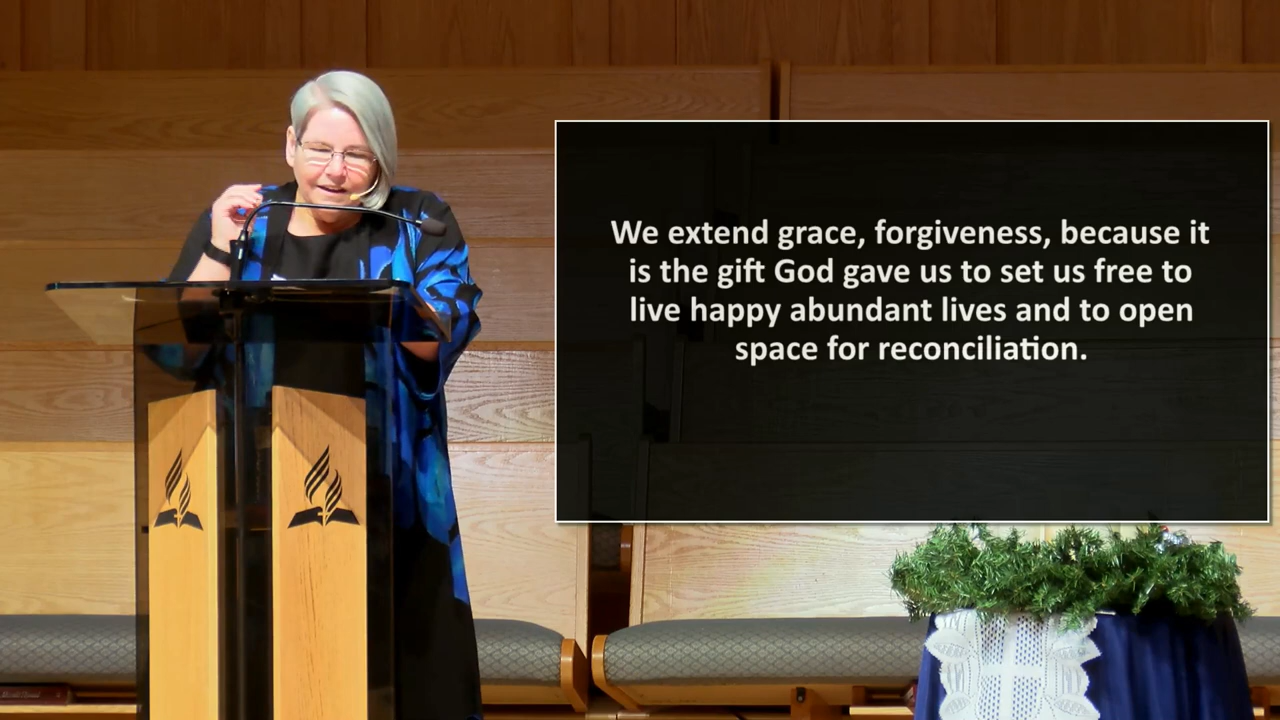 We extend grace, forgiveness, because it
is the gift God gave us to set us free to
live happy abundant lives and to open
space for reconciliation.